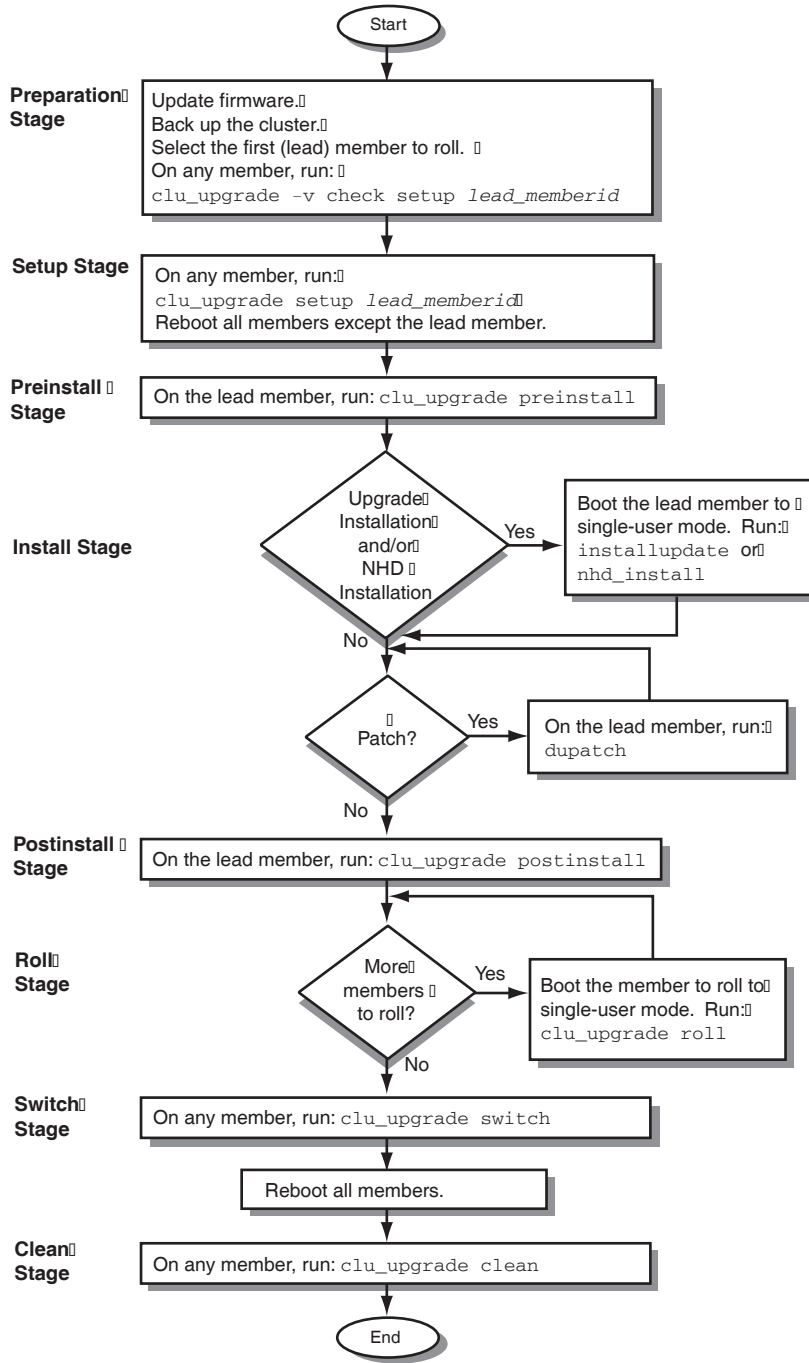 Start
Preparation
Stage
Update firmware.
Back up the cluster.
Select the first (lead) member to roll.
On any member, run:
clu_upgrade -v check setup lead_memberid
Setup Stage
On any member, run:
clu_upgrade setup lead_memberid
Reboot all members except the lead member.
Preinstall
Stage
On the lead member, run: clu_upgrade preinstall
Install Stage
Upgrade
Installation
and/or
NHD
Installation
Yes
Boot the lead member to
single-user mode. Run:
installupdate or
nhd_install
No
Patch?
Yes
On the lead member, run:
dupatch
No
Postinstall
Stage
On the lead member, run: clu_upgrade postinstall
Roll
Stage
More
members
to roll?
Yes
Boot the member to roll to
single-user mode. Run:
clu_upgrade roll
No
Switch
Stage
On any member, run: clu_upgrade switch
Reboot all members.
Clean
Stage
On any member, run: clu_upgrade clean
End